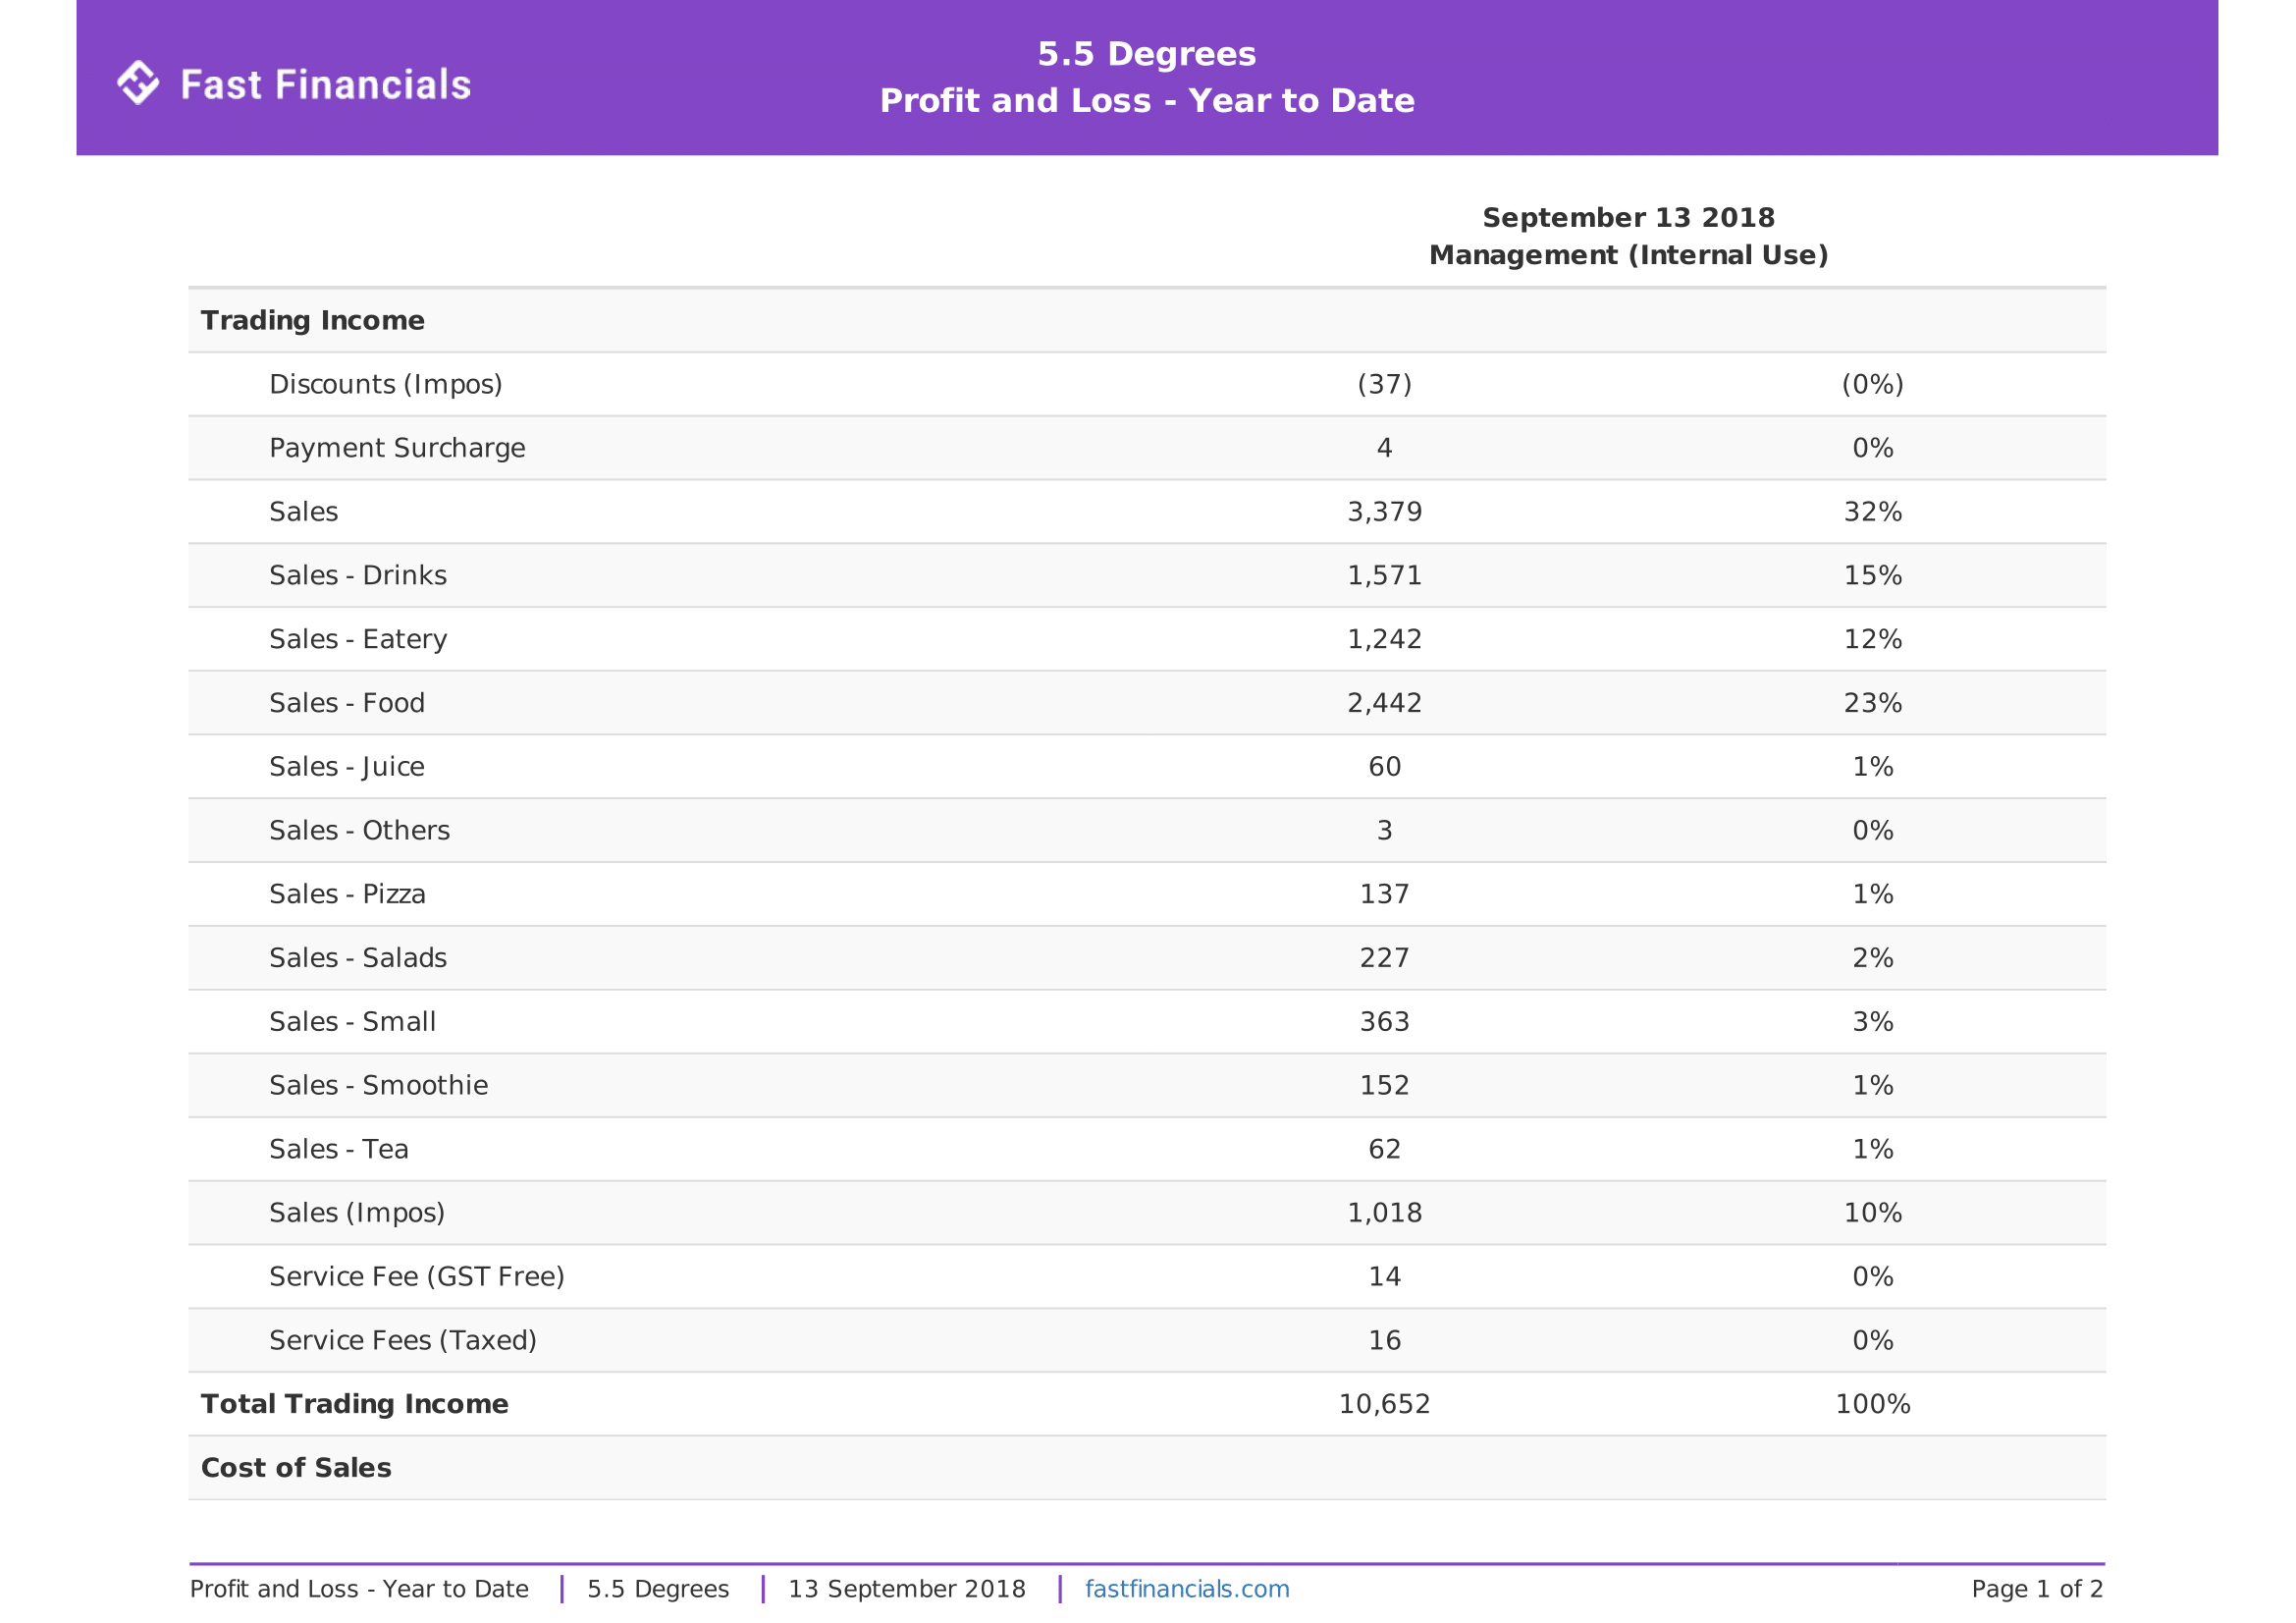 Fast Financials
5.5 Degrees
Profit and Loss - Year to Date
September 13 2018
Management (Internal Use)
Trading Income
Discounts (Impos) (37) (0%)
Payment Surcharge 4 0%
Sales 3,379 32%
Sales - Drinks 1,571 15%
Sales - Eatery 1,242 12%
Sales - Food 2,442 23%
Sales - Juice 60 1%
Sales - Others 3 0%
Sales - Pizza 137 1%
Sales - Salads 227 2%
Sales - Small 363 3%
Sales - Smoothie 152 1%
Sales - Tea 62 1%
Sales (Impos) 1,018 10%
Service Fee (GST Free) 14 0%
Service Fees (Taxed) 16 0%
Total Trading Income 10,652 100%
Cost of Sales
Profit and Loss - Year to Date | 5.5 Degrees | 13 September 2018 | fastfinancials.com Page 1 of 2